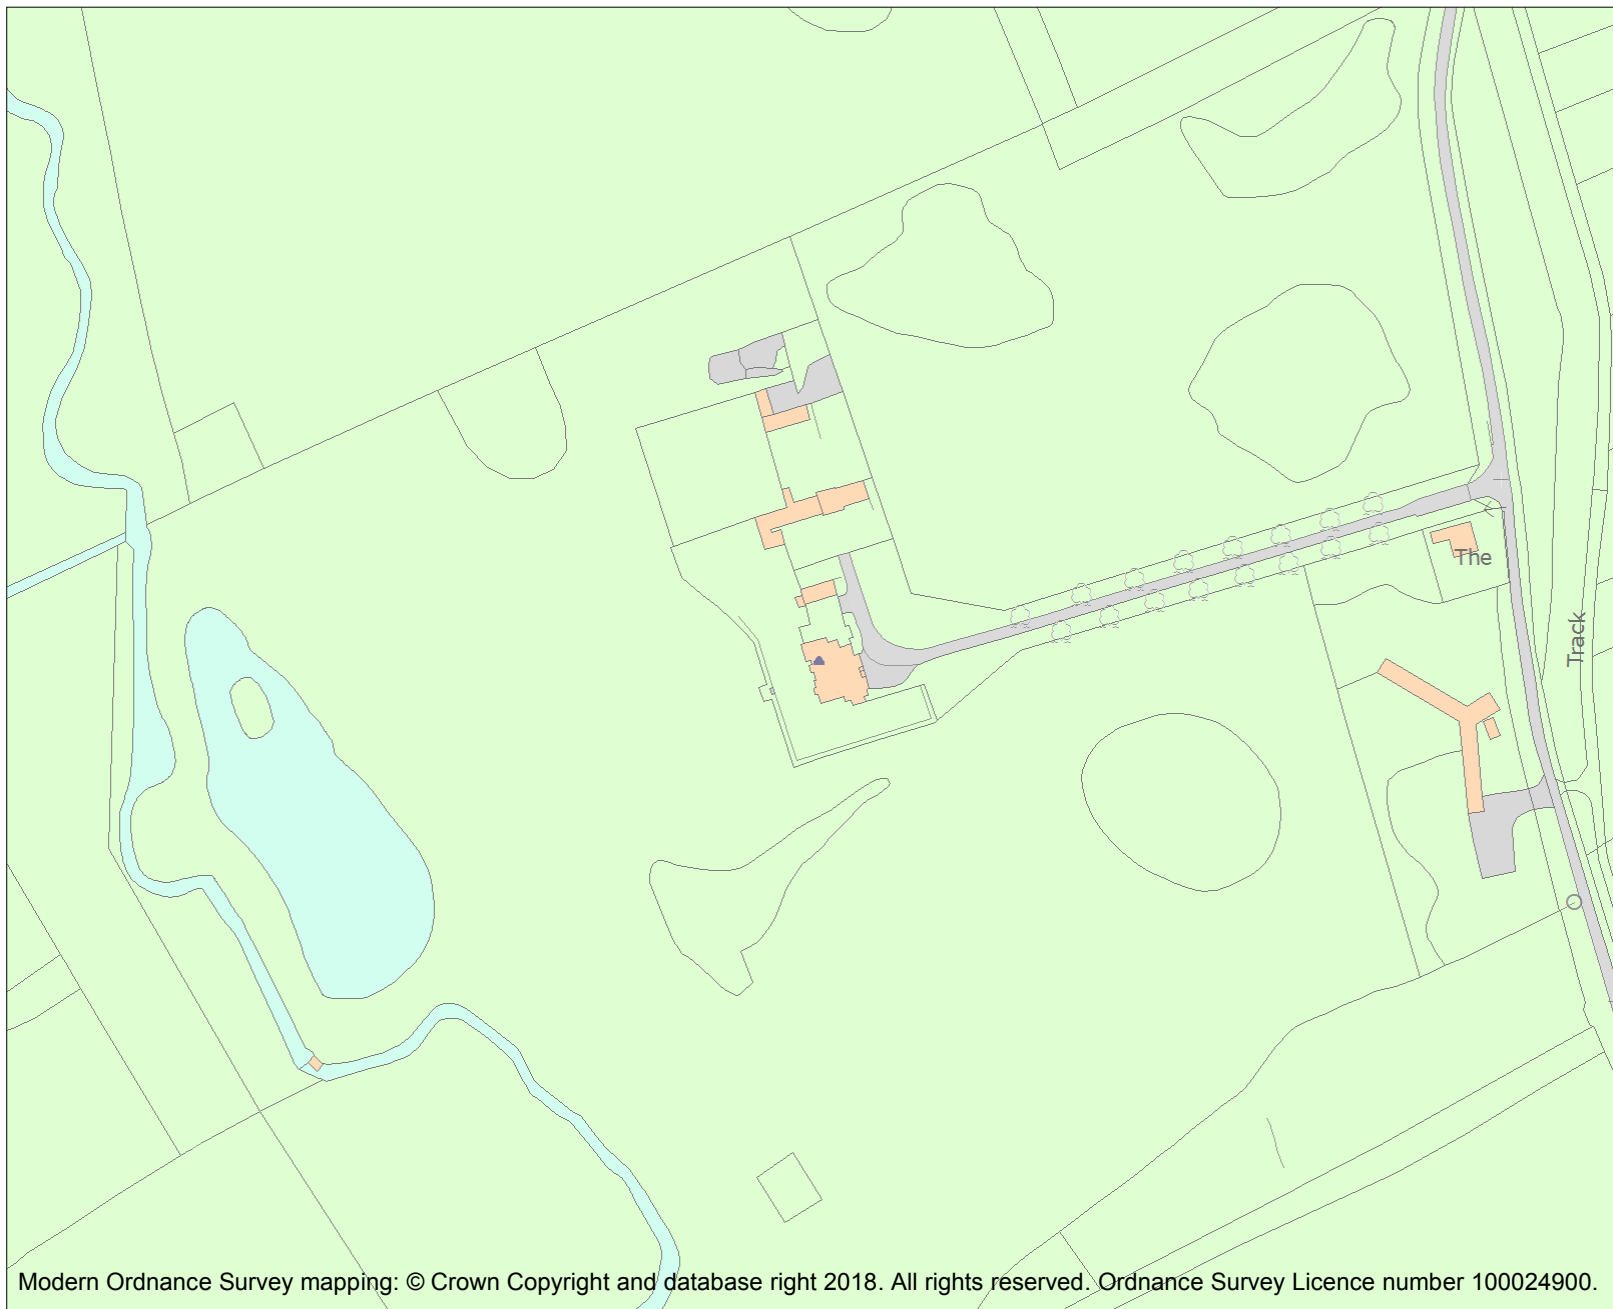 The
Track
Modern Ordnance Survey mapping: © Crown Copyright and database right 2018. All rights reserved. Ordnance Survey Licence number 100024900.